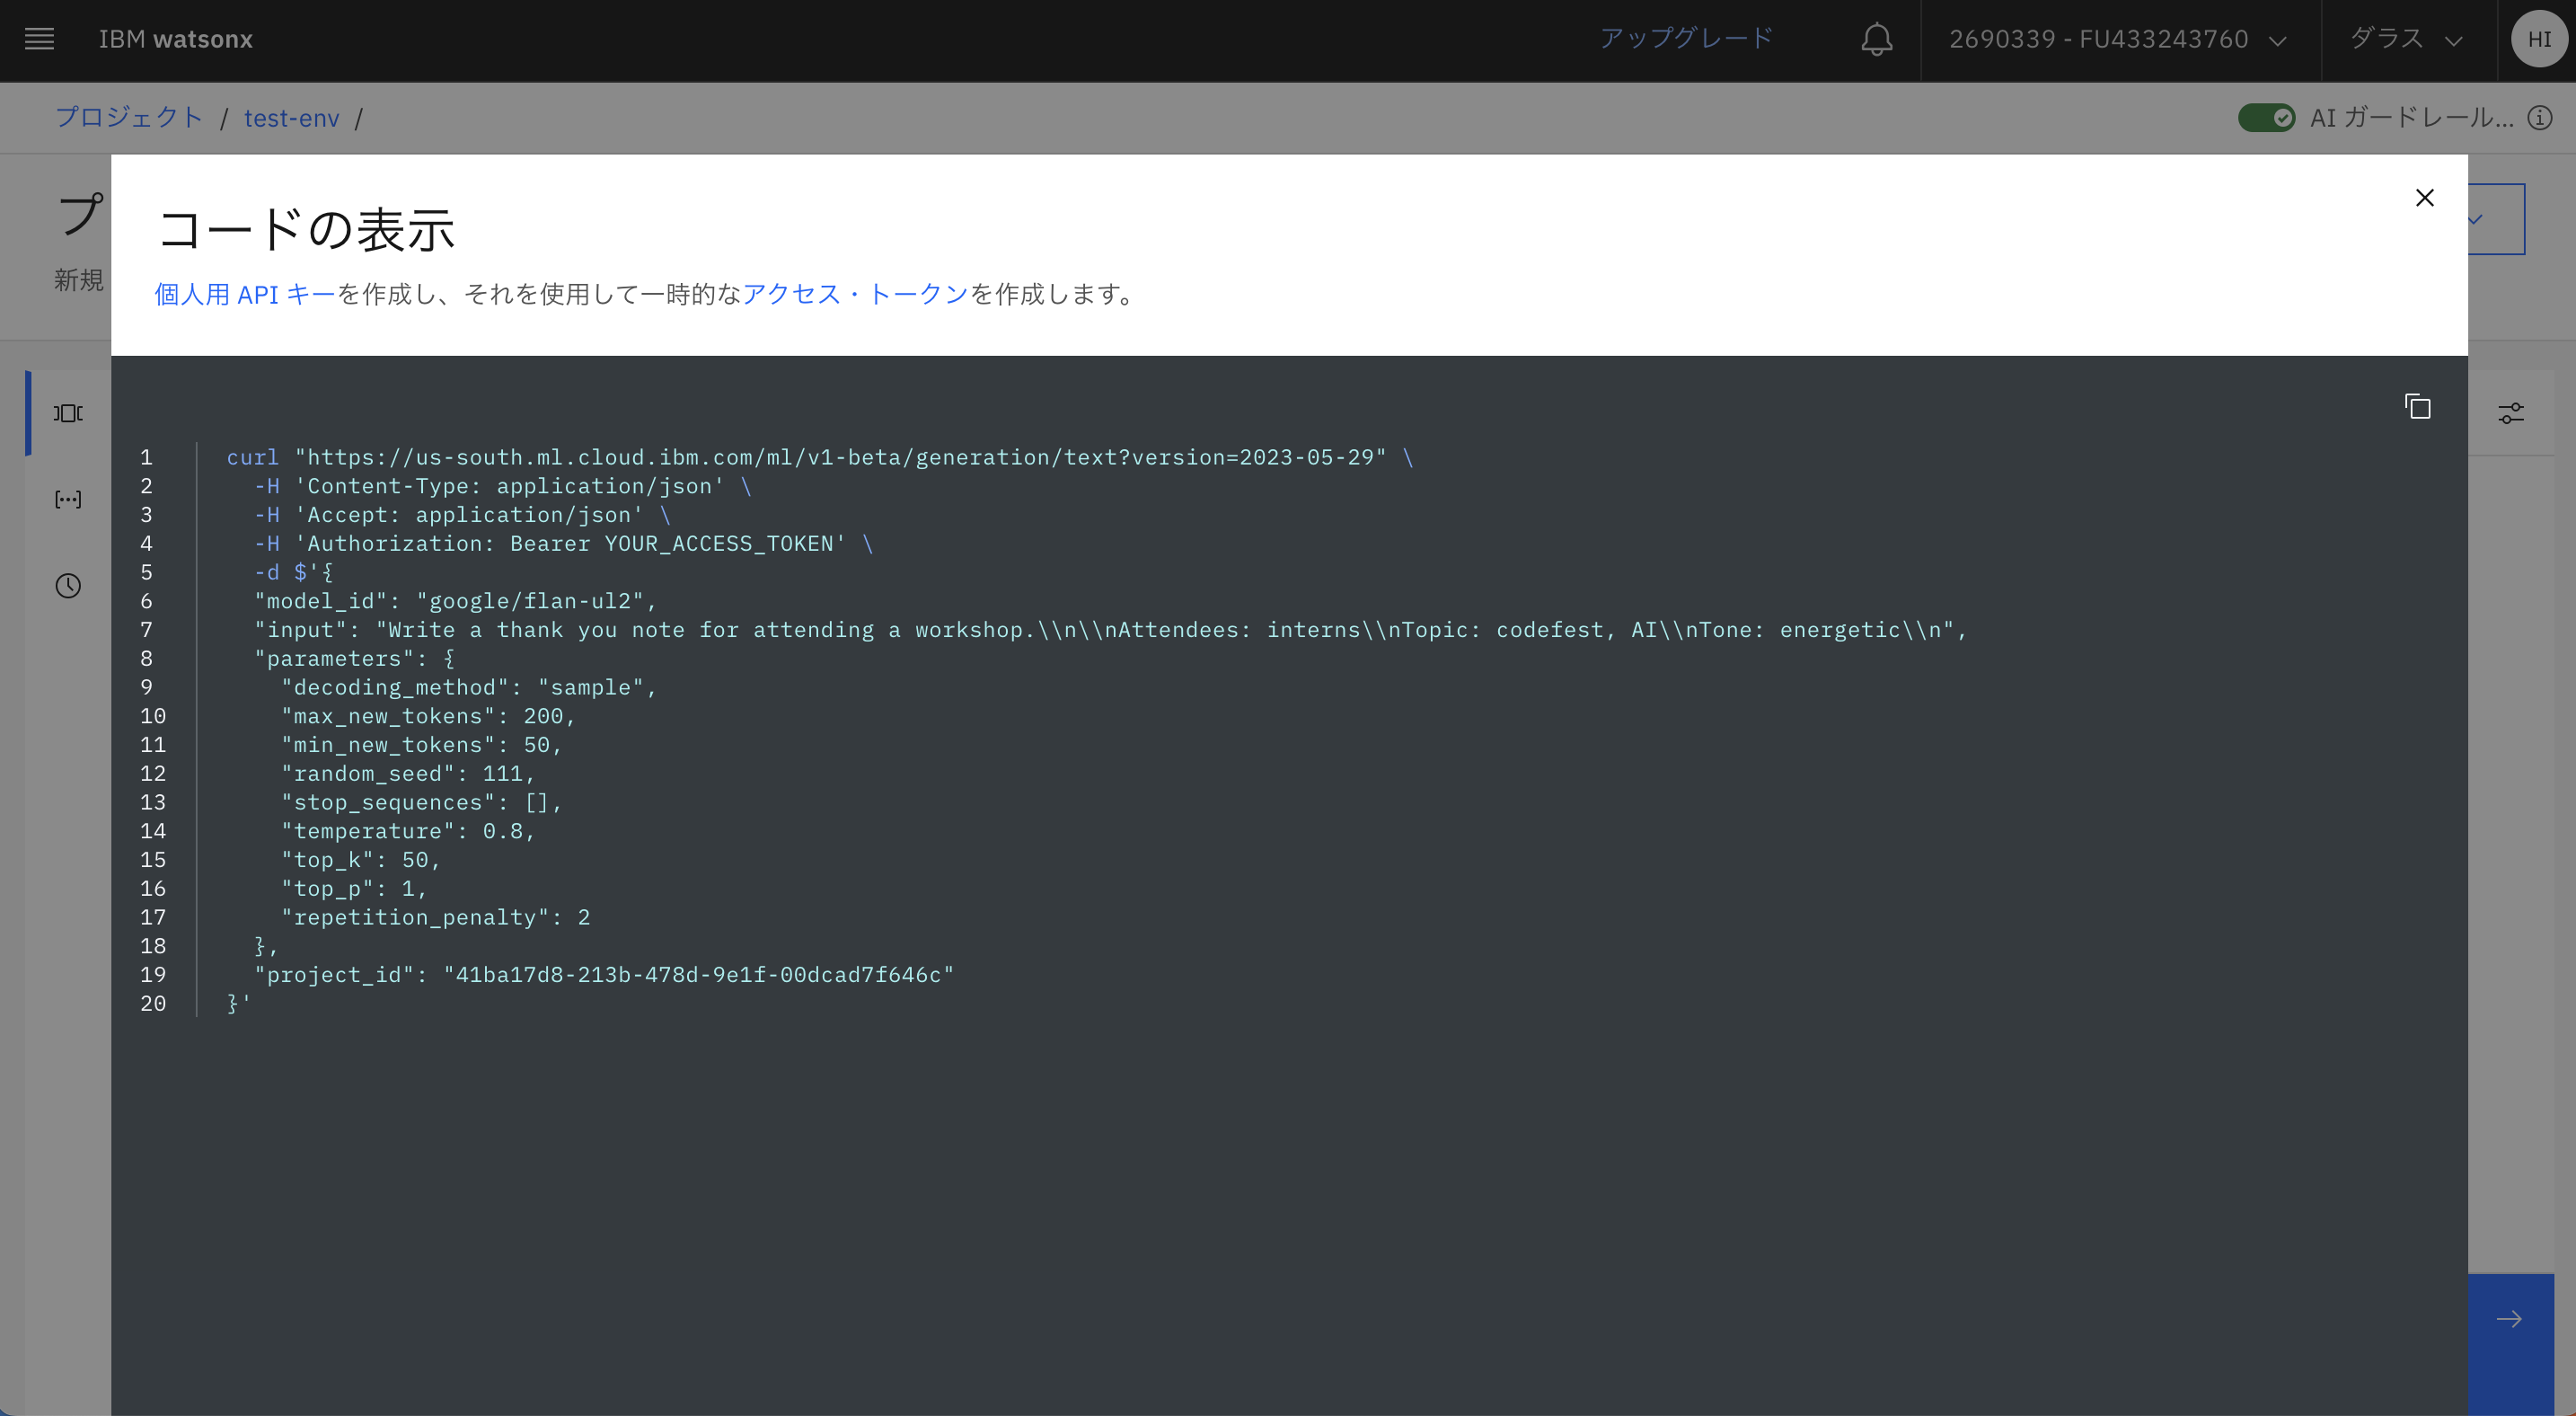 IBM watsonx
アップグレード
2690339 - FU433243760
ダラス
HI
プロジェクト / test-env /
AI ガードレール...
プ
新規
コードの表示
個人用 API キーを作成し、それを使用して一時的なアクセス・トークンを作成します。
1 curl "https://us-south.ml.cloud.ibm.com/ml/v1-beta/generation/text?version=2023-05-29" \
2 -H 'Content-Type: application/json' \
3 -H 'Accept: application/json' \
4 -H 'Authorization: Bearer YOUR_ACCESS_TOKEN' \
5 -d $'{
6 "model_id": "google/flan-ul2",
7 "input": "Write a thank you note for attending a workshop.\\n\\nAttendees: interns\\nTopic: codefest, AI\\nTone: energetic\\n",
8 "parameters": {
9 "decoding_method": "sample",
10 "max_new_tokens": 200,
11 "min_new_tokens": 50,
12 "random_seed": 111,
13 "stop_sequences": [],
14 "temperature": 0.8,
15 "top_k": 50,
16 "top_p": 1,
17 "repetition_penalty": 2
18 },
19 "project_id": "41ba17d8-213b-478d-9e1f-00dcad7f646c"
20 }'